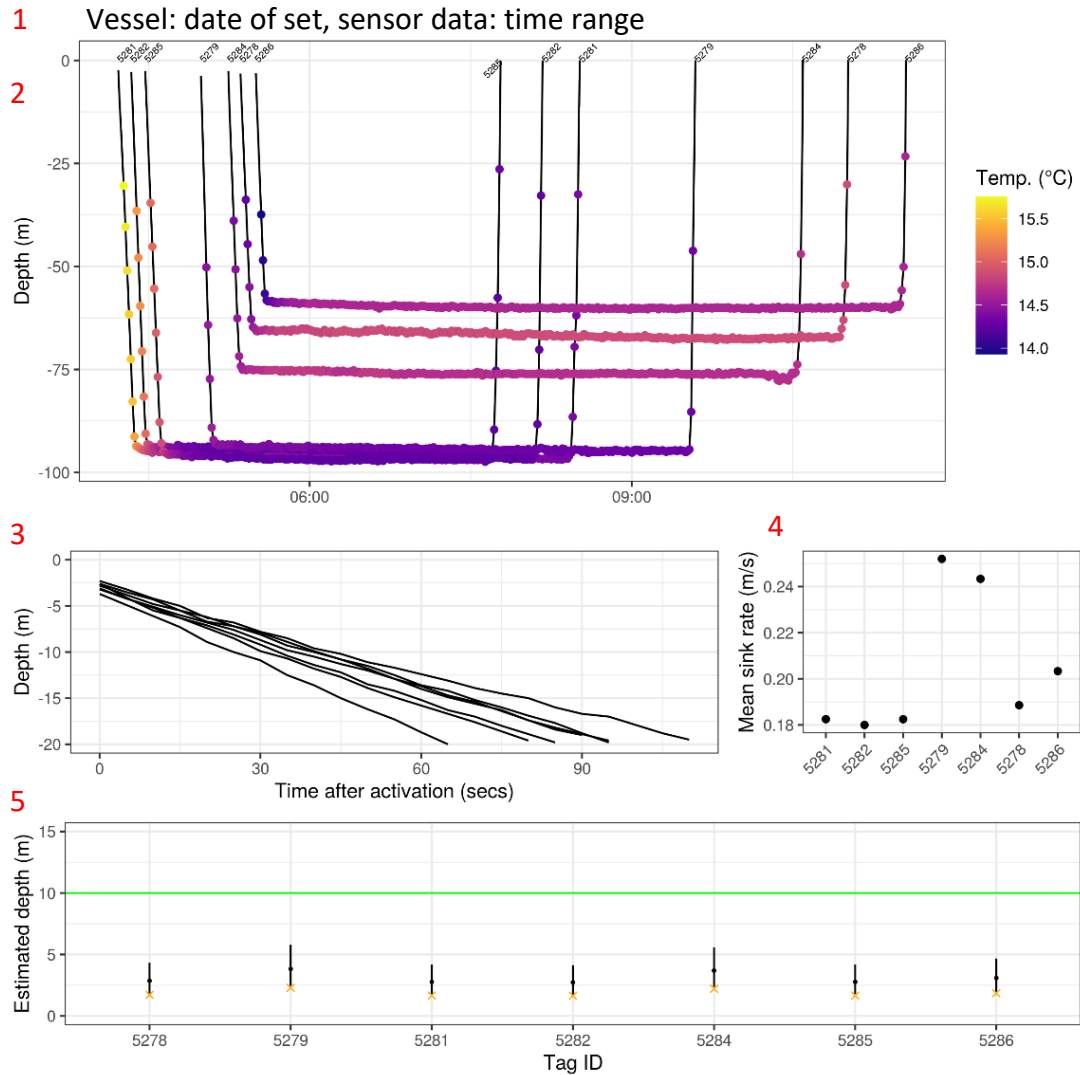 1 Vessel: date of set, sensor data: time range
2
5281 5282 5285 5279 5284 5278 5286 5285 5282 5281 5279 5284 5278 5286
0
-25
-50
-75
-100
Depth (m)
06:00 09:00
Temp. (°C)
15.5
15.0
14.5
14.0
3
0
-5
-10
-15
-20
Depth (m)
0 30 60 90
Time after activation (secs)
4
0.24
0.22
0.20
0.18
Mean sink rate (m/s)
5281 5282 5285 5279 5284 5278 5286
5
15
10
5
0
Estimated depth (m)
5278 5279 5281 5282 5284 5285 5286
Tag ID